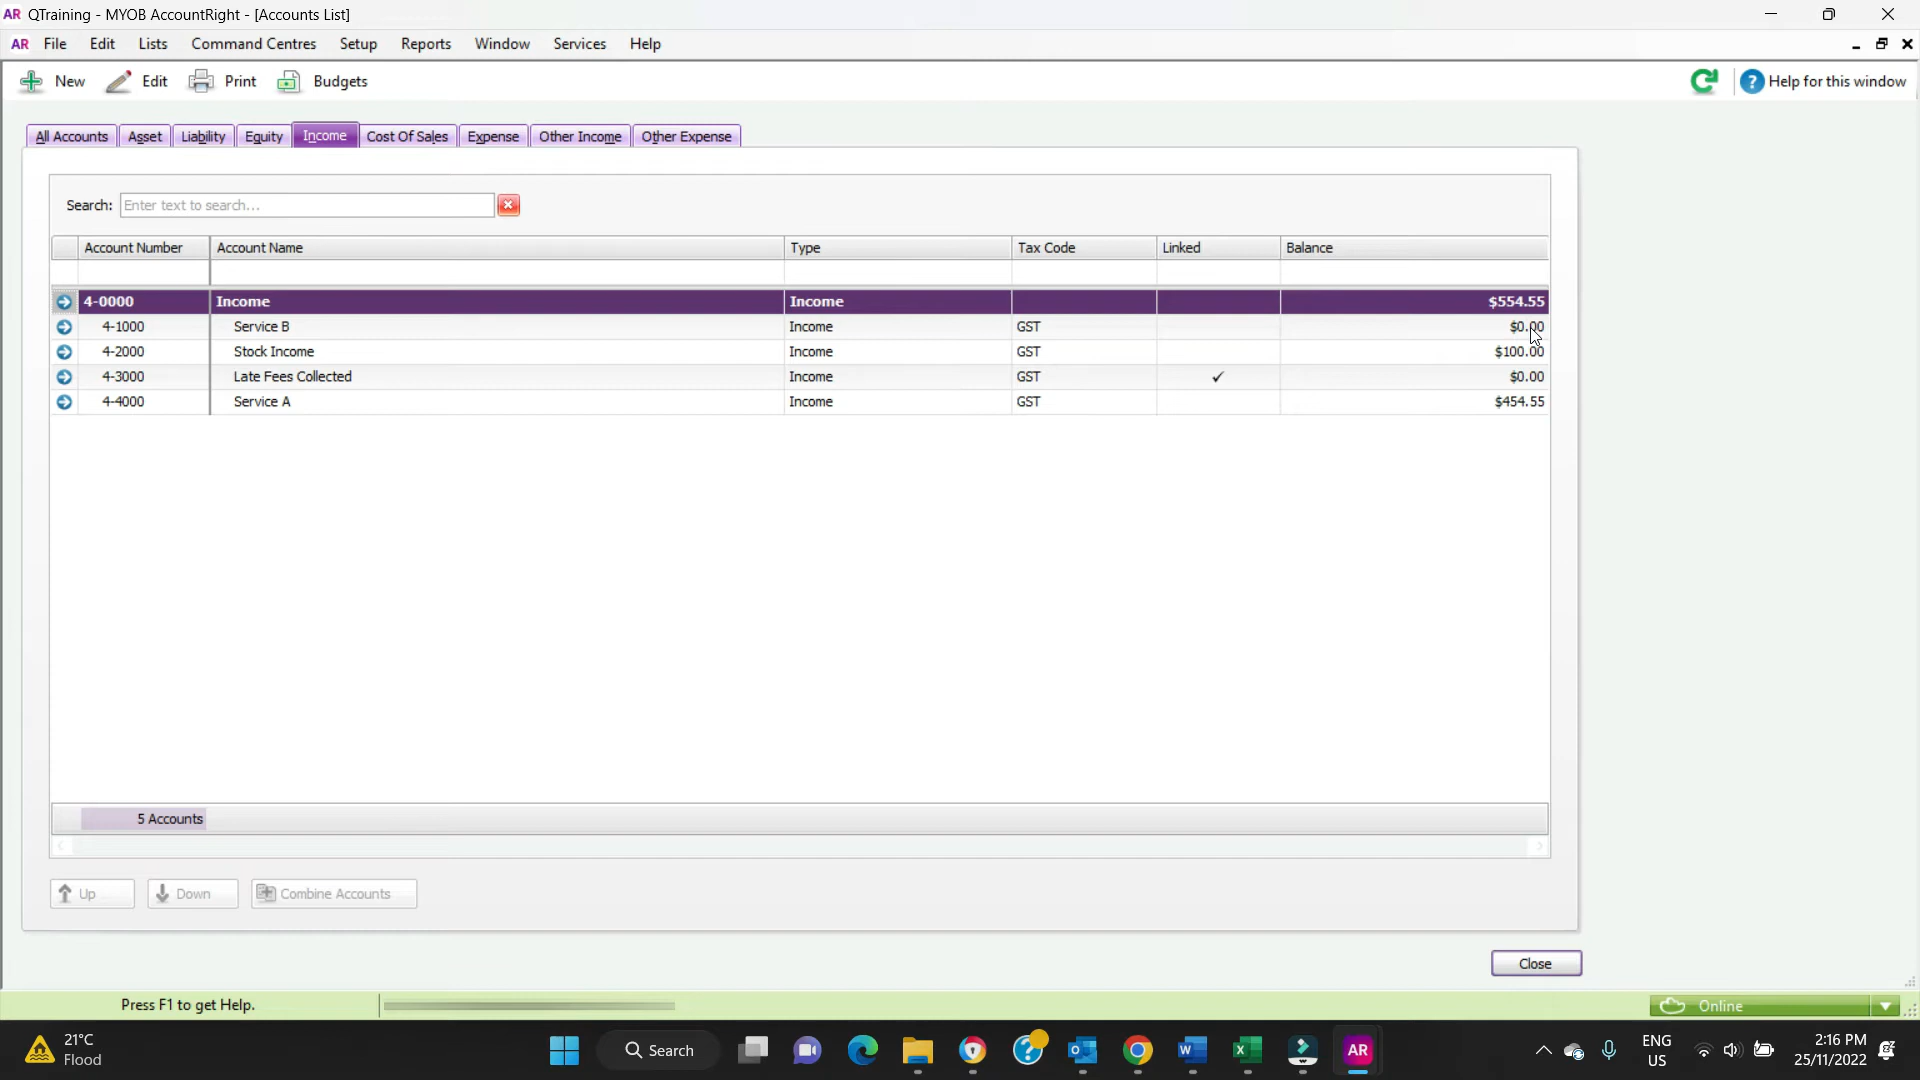 AR QTraining - MYOB AccountRight - [Accounts List]
AR File Edit Lists Command Centres Setup Reports Window Services Help
New Edit Print Budgets ? Help for this window
All Accounts Asset Liability Equity Income Cost Of Sales Expense Other Income Other Expense
Search: Enter text to search...
Account Number Account Name Type Tax Code Linked Balance
4-0000 Income Income $554.55
4-1000 Service B Income GST $0.00
4-2000 Stock Income Income GST $100.00
4-3000 Late Fees Collected Income GST ✓ $0.00
4-4000 Service A Income GST $454.55
5 Accounts
Up Down Combine Accounts
Close
Press F1 to get Help. Online
21°C
Flood
Search
AR
ENG
US
2:16 PM
25/11/2022